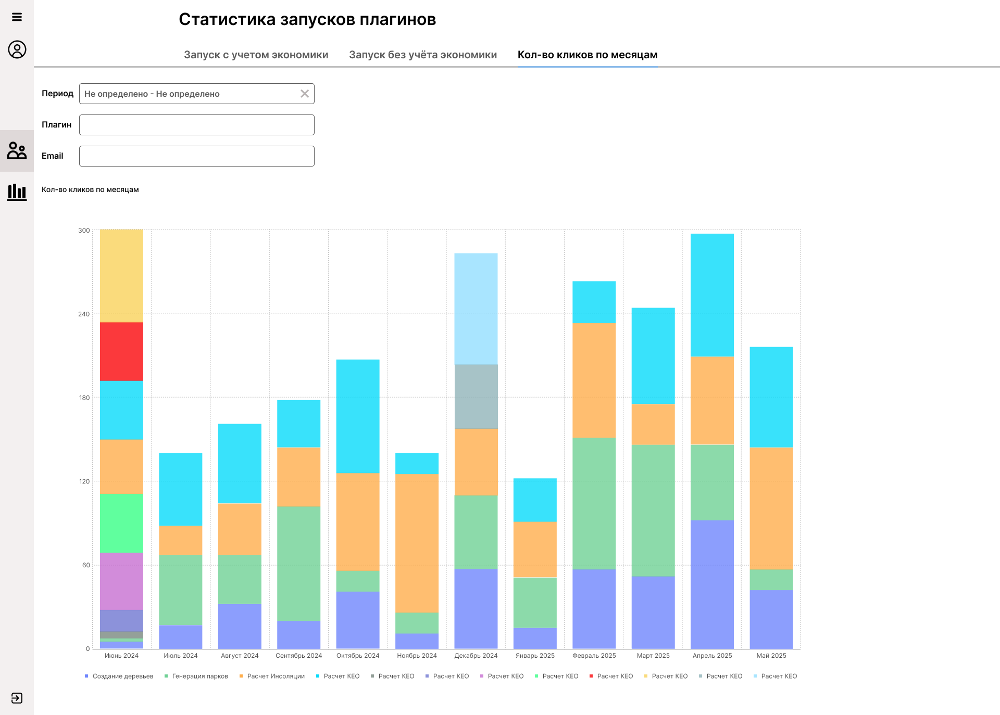 Статистика запусков плагинов
Запуск с учетом экономики Запуск без учёта экономики Кол-во кликов по месяцам
Период Не определено - Не определено
Плагин
Email
Кол-во кликов по месяцам
300
240
180
120
60
0
Июнь 2024 Июль 2024 Август 2024 Сентябрь 2024 Октябрь 2024 Ноябрь 2024 Декабрь 2024 Январь 2025 Февраль 2025 Март 2025 Апрель 2025 Май 2025
Создание деревьев Генерация парков Расчет Инсоляции Расчет КЕО Расчет КЕО Расчет КЕО Расчет КЕО Расчет КЕО Расчет КЕО Расчет КЕО Расчет КЕО Расчет КЕО